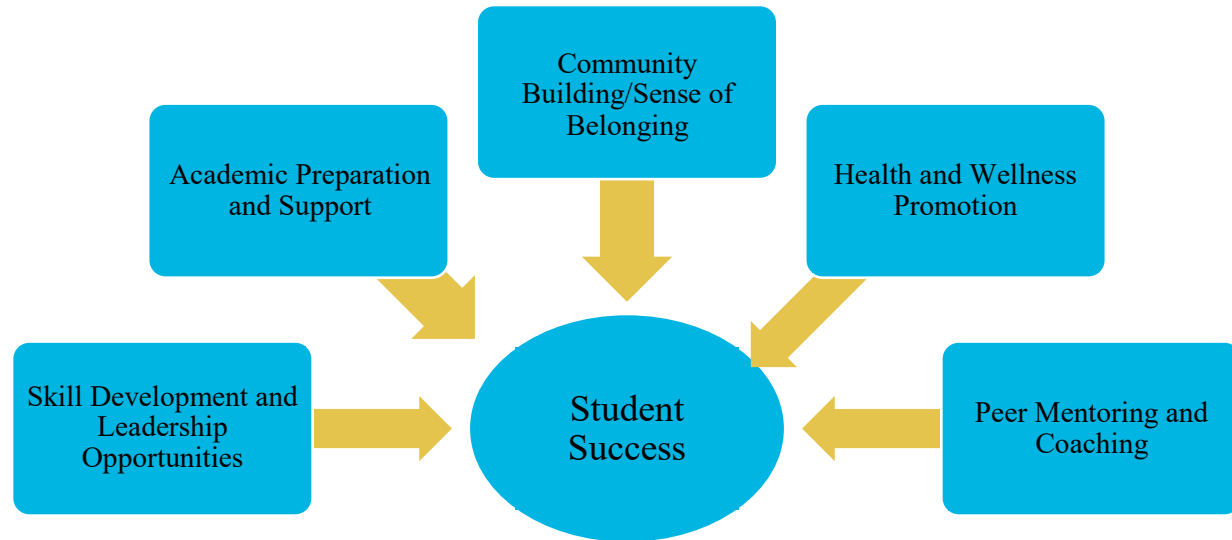 Community
Building/Sense of
Belonging
Academic Preparation
and Support
Health and Wellness
Promotion
Skill Development and
Leadership
Opportunities
Student
Success
Peer Mentoring and
Coaching